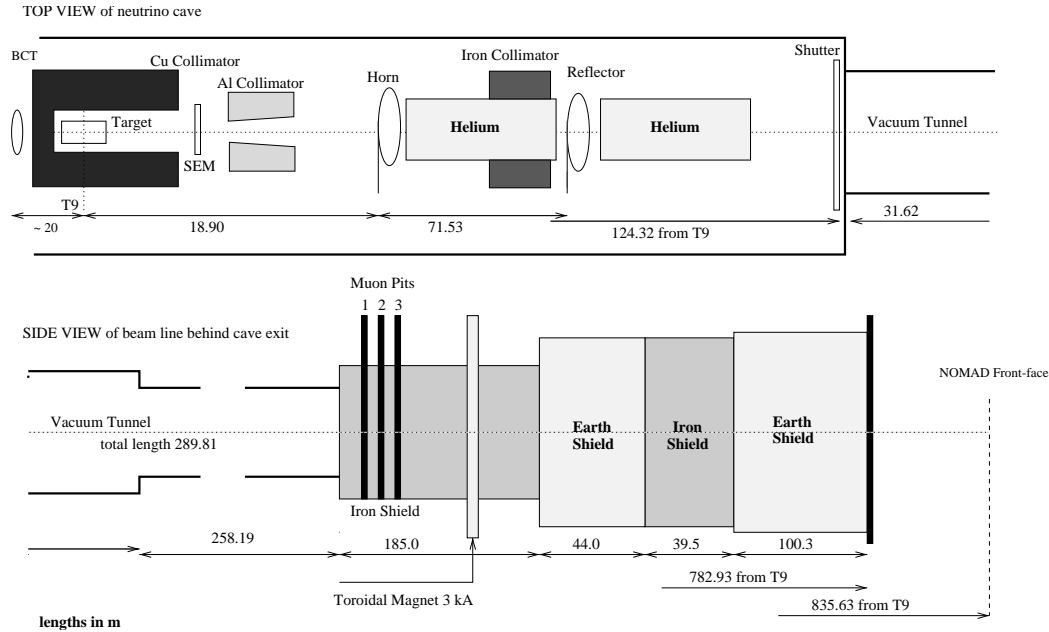 TOP VIEW of neutrino cave
BCT
Cu Collimator
Al Collimator
Iron Collimator
Shutter
Horn
Reflector
Target
Helium
Helium
Vacuum Tunnel
SEM
T9
~ 20
18.90
71.53
124.32 from T9
31.62
Muon Pits
1 2 3
SIDE VIEW of beam line behind cave exit
NOMAD Front-face
Vacuum Tunnel
total length 289.81
Earth
Shield
Iron
Shield
Earth
Shield
Iron Shield
258.19
185.0
44.0
39.5
100.3
782.93 from T9
Toroidal Magnet 3 kA
835.63 from T9
lengths in m